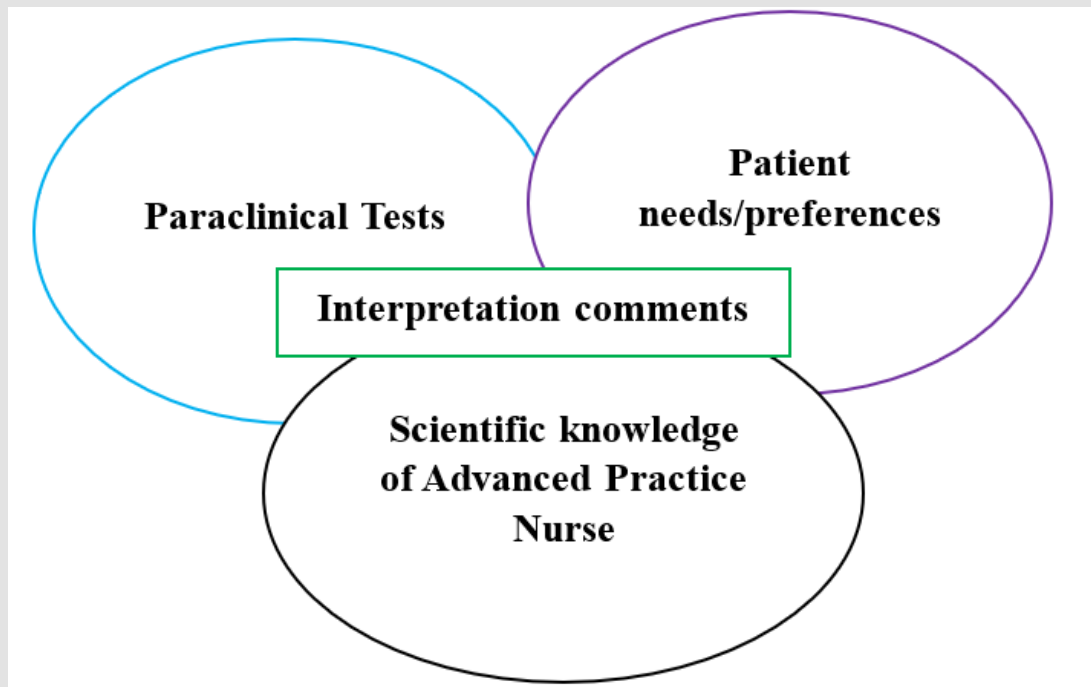 Paraclinical Tests
Patient
needs/preferences
Interpretation comments
Scientific knowledge
of Advanced Practice
Nurse